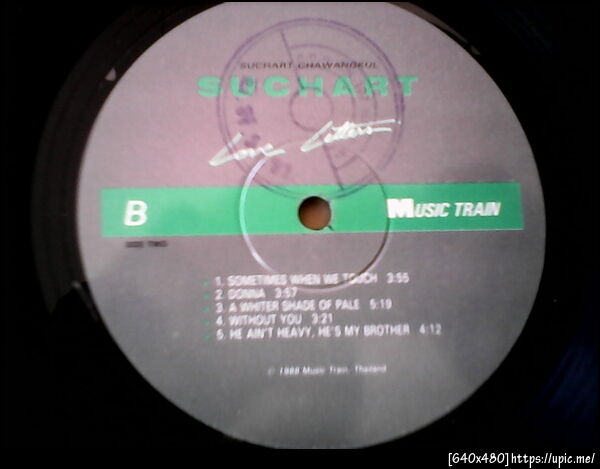 SUCHART CHAWANGKUL
SUCHART
Love Letters
B
MUSIC TRAIN
SIDE TWO
1. SOMETIMES WHEN WE TOUCH 3:55
2. DONNA 3:57
3. A WHITER SHADE OF PALE 5:19
4. WITHOUT YOU 3:21
5. HE AIN'T HEAVY, HE'S MY BROTHER 4:12
© 1988 Music Train, Thailand
[640x480]https://upic.me/